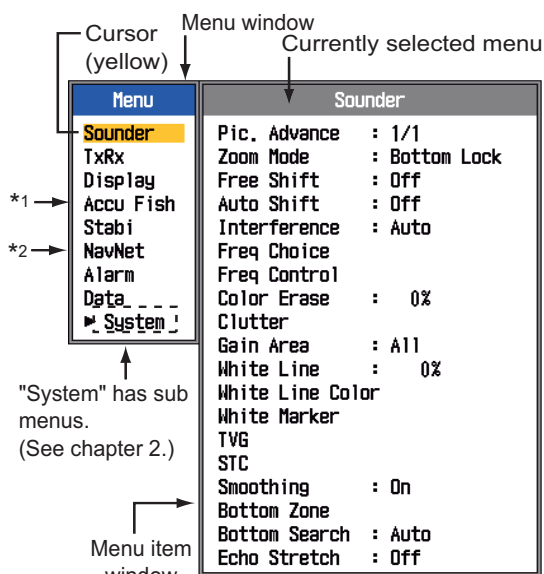 Cursor
(yellow)
Menu window
Currently selected menu
Menu
Sounder
TxRx
Display
*1 Accu Fish
Stabi
*2 NavNet
Alarm
Data
System
"System" has sub
menus.
(See chapter 2.)
Sounder
Pic. Advance : 1/1
Zoom Mode : Bottom Lock
Free Shift : Off
Auto Shift : Off
Interference : Auto
Freq Choice
Freq Control
Color Erase : 0%
Clutter
Gain Area : All
White Line : 0%
White Line Color
White Marker
TVG
STC
Smoothing : On
Bottom Zone
Bottom Search : Auto
Echo Stretch : Off
Menu item
window